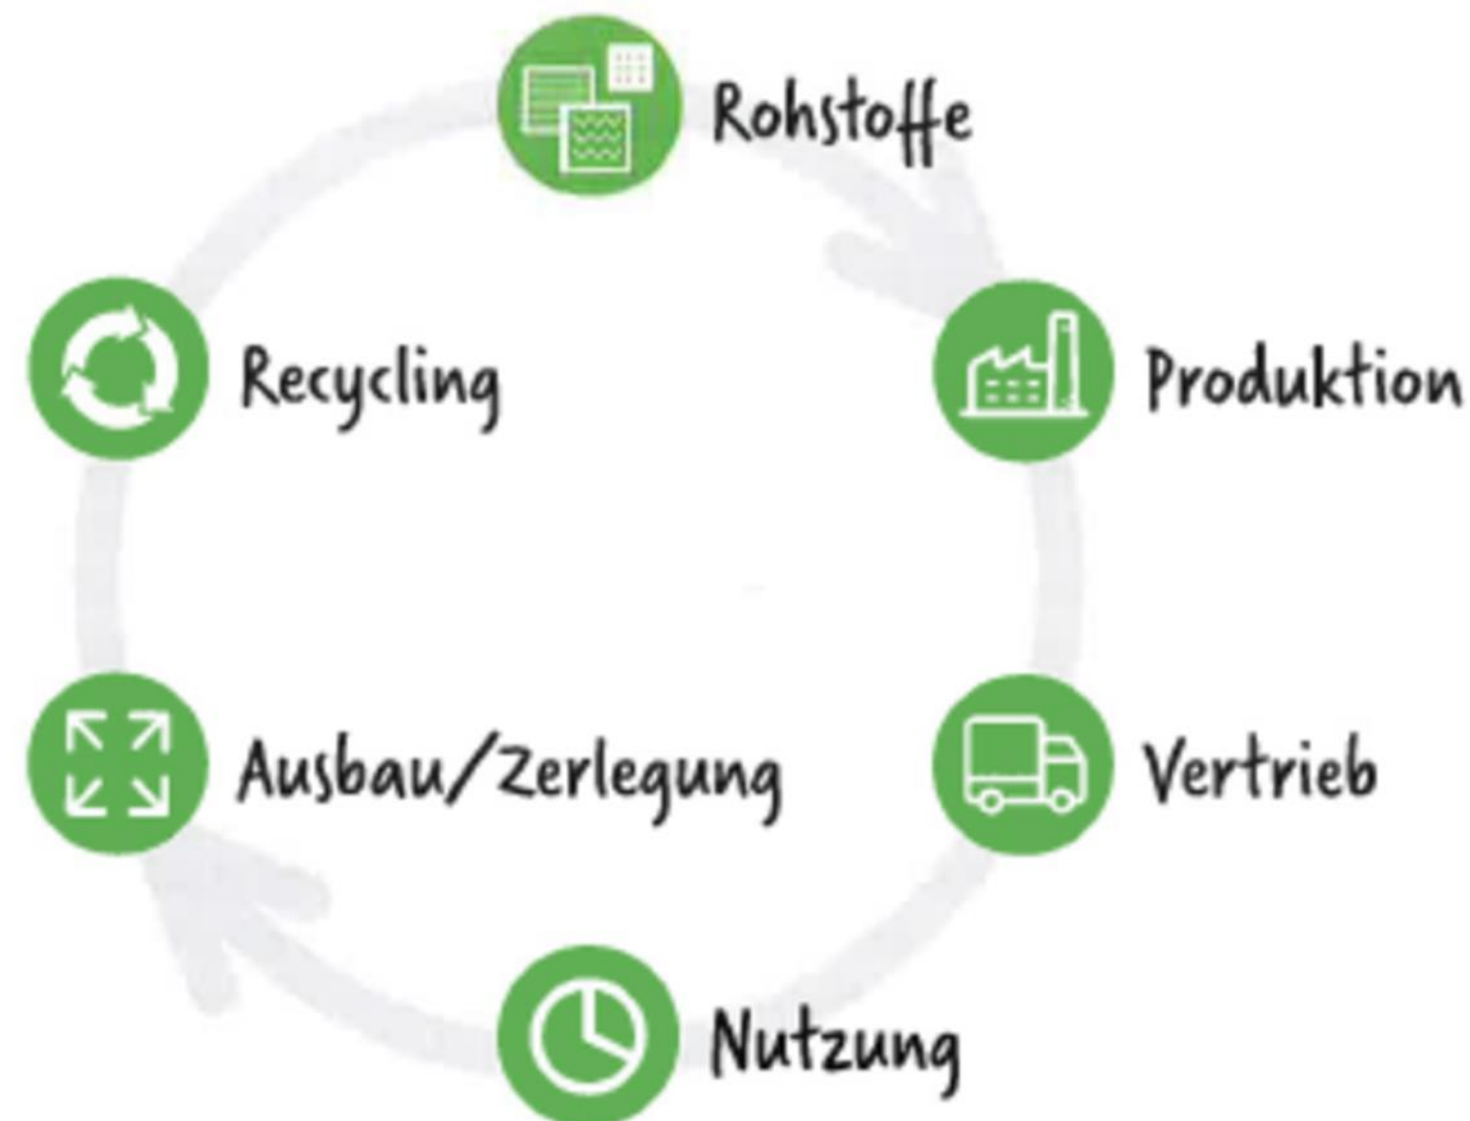 Rohstoffe
Produktion
Vertrieb
Nutzung
Ausbau/Zerlegung
Recycling